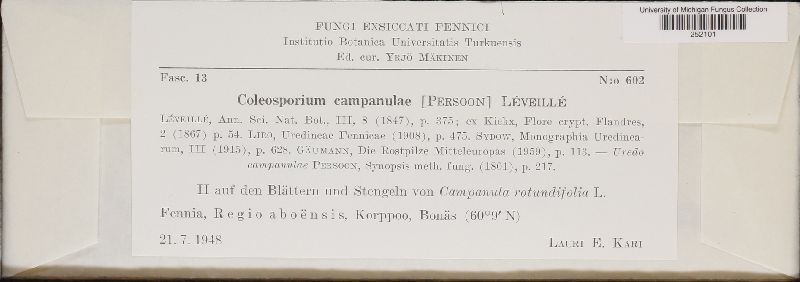 University of Michigan Fungus Collection
252101
FUNGI EXSICCATI FENNICI
Institutio Botanica Universitatis Turkuensis
Ed. cur. YRJÖ MÄKINEN
Fasc. 13 N:o 602
Coleosporium campanulae [PERSOON] LÉVEILLÉ
LÉVEILLÉ, Ann. Sci. Nat. Bot., III, 8 (1847), p. 375; ex Kickx, Flore crypt. Flandres,
2 (1867) p. 54. LIRO, Uredineae Fennicae (1908), p. 475. SYDOW, Monographia Uredinea-
rum, III (1915), p. 628. GÄUMANN, Die Rostpilze Mitteleuropas (1959), p. 113. — Uredo
campanulae PERSOON, Synopsis meth. fung. (1801), p. 217.
II auf den Blättern und Stengeln von Campanula rotundifolia L.
Fennia, Regio aboënsis, Korppoo, Bonäs (60°9′ N)
21. 7. 1948 LAURI E. KARI